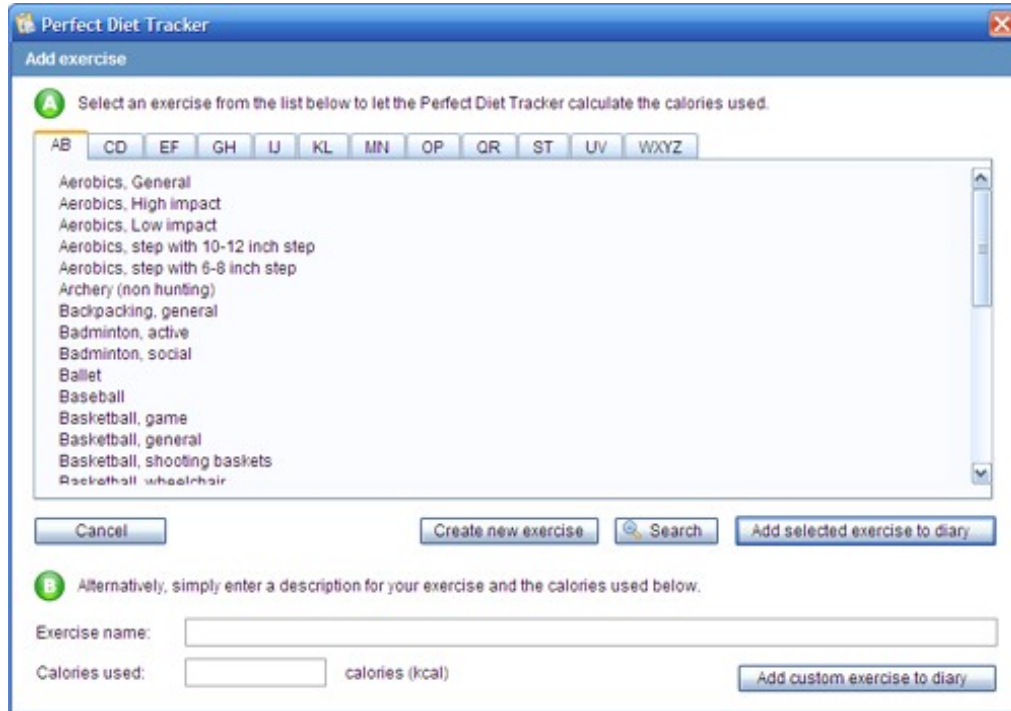 Perfect Diet Tracker
Add exercise
A Select an exercise from the list below to let the Perfect Diet Tracker calculate the calories used.
AB CD EF GH IJ KL MN OP QR ST UV WXYZ
Aerobics, General
Aerobics, High impact
Aerobics, Low impact
Aerobics, step with 10-12 inch step
Aerobics, step with 6-8 inch step
Archery (non hunting)
Backpacking, general
Badminton, active
Badminton, social
Ballet
Baseball
Basketball, game
Basketball, general
Basketball, shooting baskets
Basketball, wheelchair
Cancel Create new exercise Search Add selected exercise to diary
B Alternatively, simply enter a description for your exercise and the calories used below.
Exercise name:
Calories used: calories (kcal) Add custom exercise to diary